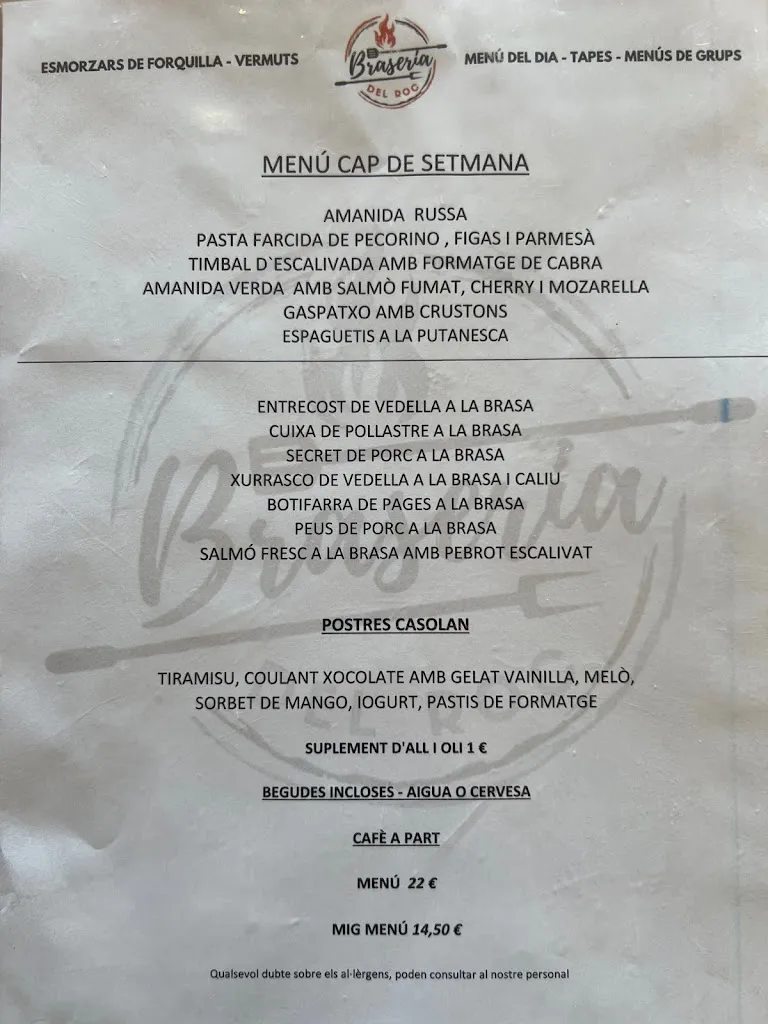 ESMORZARS DE FORQUILLA - VERMUTS
Braseria
DEL ROC
MENÚ DEL DIA - TAPES - MENÚS DE GRUPS
MENÚ CAP DE SETMANA
AMANIDA RUSSA
PASTA FARCIDA DE PECORINO , FIGAS I PARMESÀ
TIMBAL D`ESCALIVADA AMB FORMATGE DE CABRA
AMANIDA VERDA AMB SALMÒ FUMAT, CHERRY I MOZARELLA
GASPATXO AMB CRUSTONS
ESPAGUETIS A LA PUTANESCA
ENTRECOST DE VEDELLA A LA BRASA
CUIXA DE POLLASTRE A LA BRASA
SECRET DE PORC A LA BRASA
XURRASCO DE VEDELLA A LA BRASA I CALIU
BOTIFARRA DE PAGES A LA BRASA
PEUS DE PORC A LA BRASA
SALMÓ FRESC A LA BRASA AMB PEBROT ESCALIVAT
Braseria
DEL ROC
POSTRES CASOLAN
TIRAMISU, COULANT XOCOLATE AMB GELAT VAINILLA, MELÒ,
SORBET DE MANGO, IOGURT, PASTIS DE FORMATGE
SUPLEMENT D'ALL I OLI 1 €
BEGUDES INCLOSES - AIGUA O CERVESA
CAFÈ A PART
MENÚ 22 €
MIG MENÚ 14,50 €
Qualsevol dubte sobre els al·lèrgens, poden consultar al nostre personal